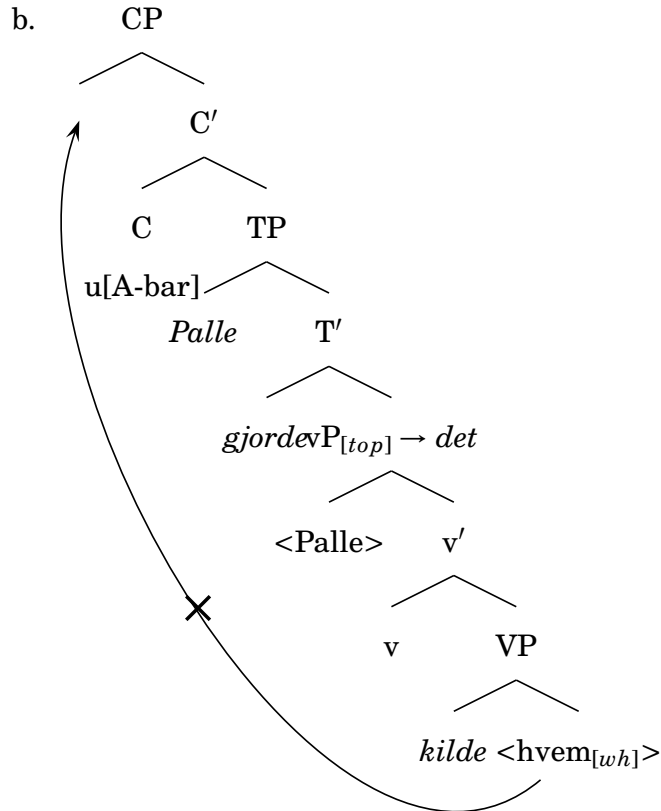 b. CP
C′
C TP
u[A-bar]
Palle T′
gjordevP[top] → det
<Palle> v′
v VP
kilde <hvem[wh]>